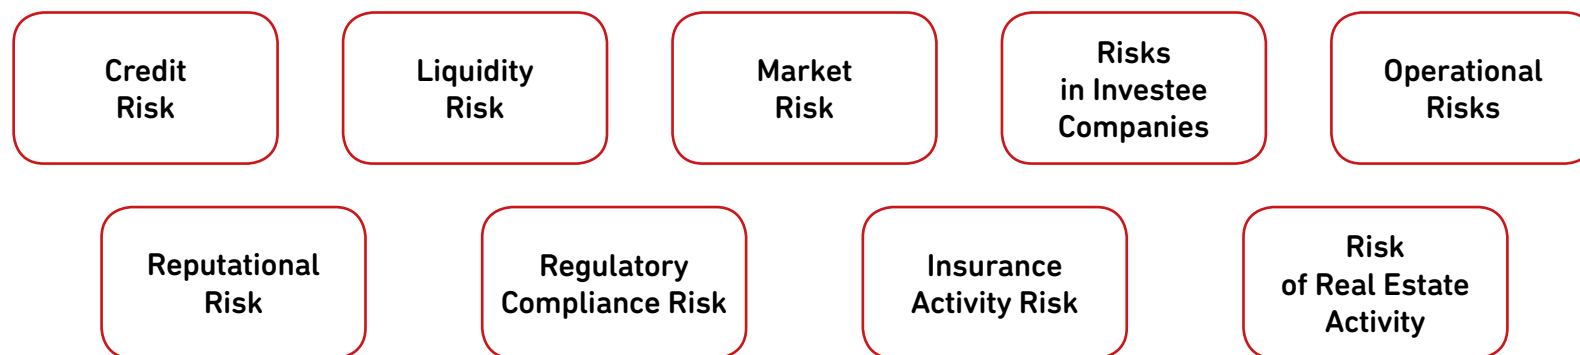 Credit
Risk
Liquidity
Risk
Market
Risk
Risks
in Investee
Companies
Operational
Risks
Reputational
Risk
Regulatory
Compliance Risk
Insurance
Activity Risk
Risk
of Real Estate
Activity